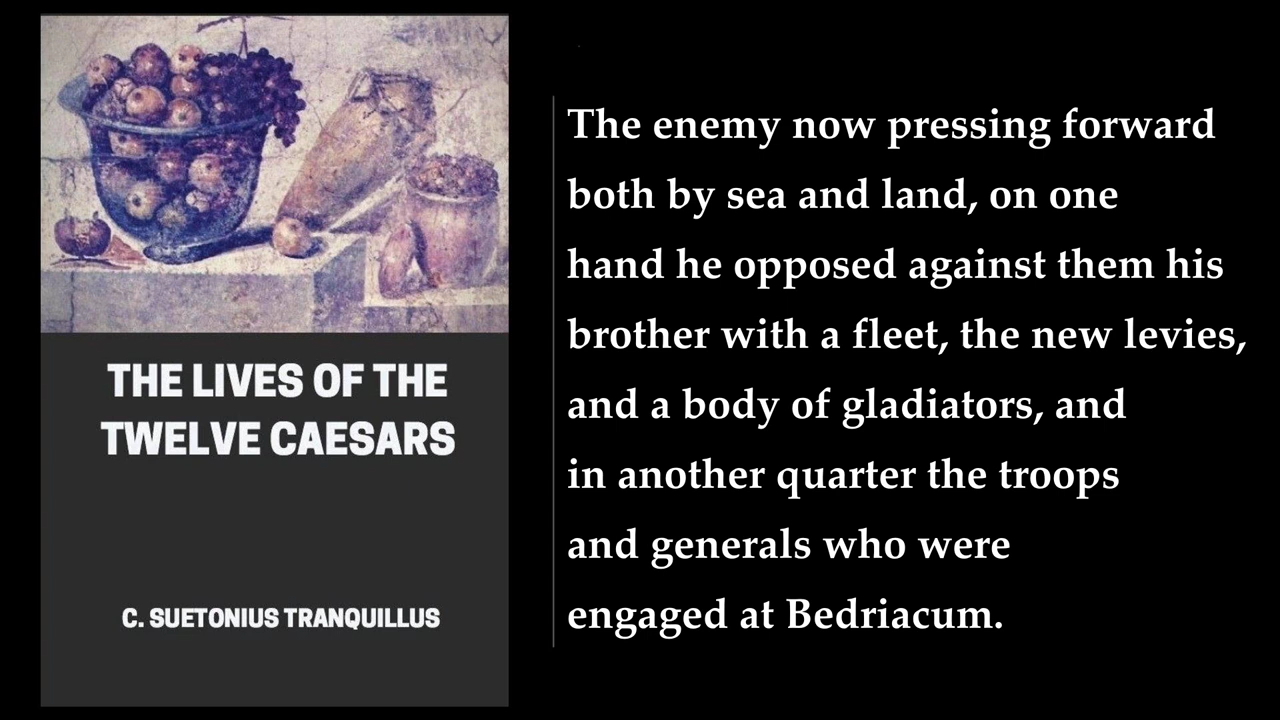 THE LIVES OF THE
TWELVE CAESARS
C. SUETONIUS TRANQUILLUS
The enemy now pressing forward
both by sea and land, on one
hand he opposed against them his
brother with a fleet, the new levies,
and a body of gladiators, and
in another quarter the troops
and generals who were
engaged at Bedriacum.